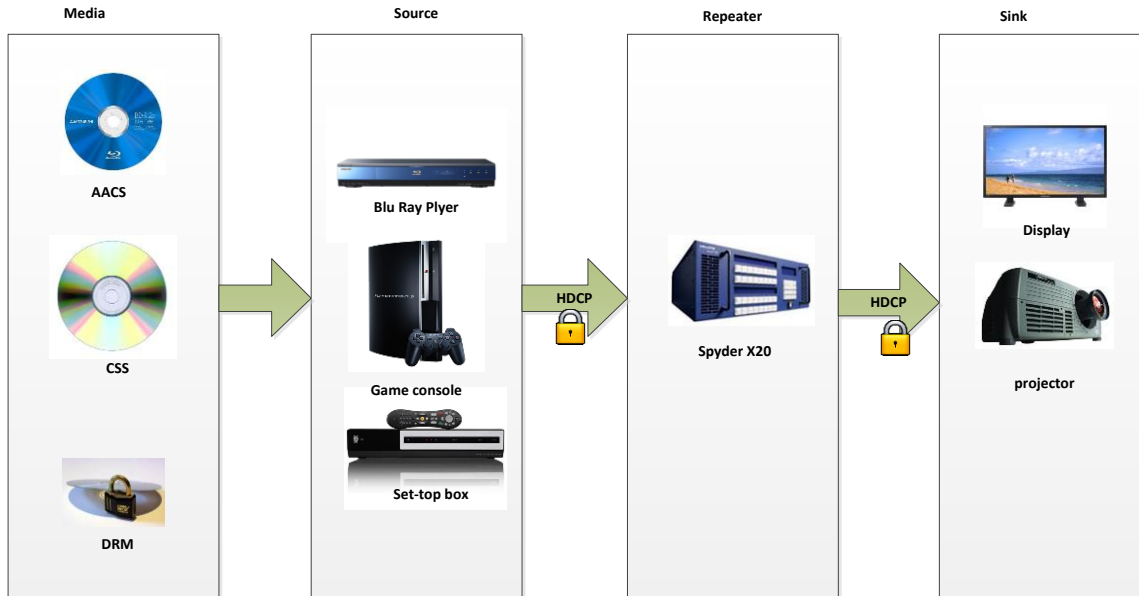 Media
Source
Repeater
Sink
AACS
CSS
DRM
Blu Ray Plyer
Game console
Set-top box
HDCP
Spyder X20
HDCP
Display
projector